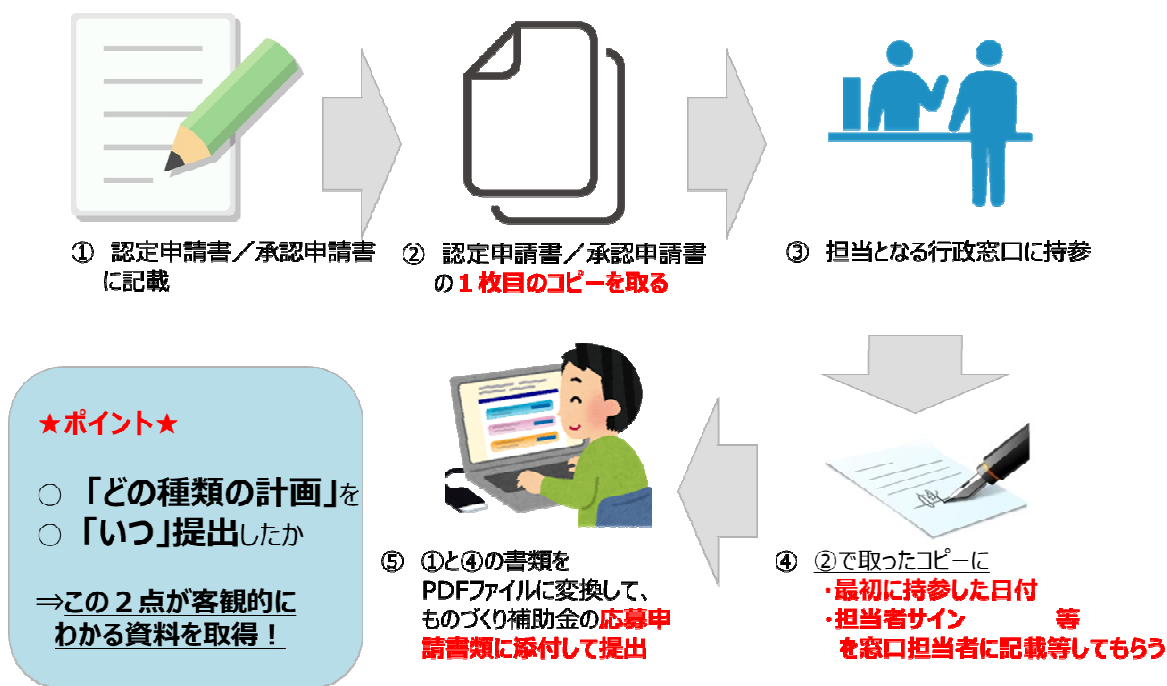 ① 認定申請書／承認申請書
に記載
② 認定申請書／承認申請書
の１枚目のコピーを取る
③ 担当となる行政窓口に持参
④ ②で取ったコピーに
・最初に持参した日付
・担当者サイン 等
を窓口担当者に記載等してもらう
⑤ ①と④の書類を
PDFファイルに変換して、
ものづくり補助金の応募申
請書類に添付して提出
★ポイント★
○ 「どの種類の計画」を
○ 「いつ」提出したか
⇒この２点が客観的に
わかる資料を取得！